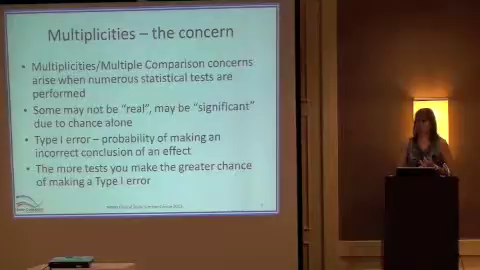 Multiplicities – the concern
• Multiplicities/Multiple Comparison concerns
arise when numerous statistical tests are
performed
• Some may not be “real”, may be “significant”
due to chance alone
• Type I error – probability of making an
incorrect conclusion of an effect
• The more tests you make the greater chance
of making a Type I error